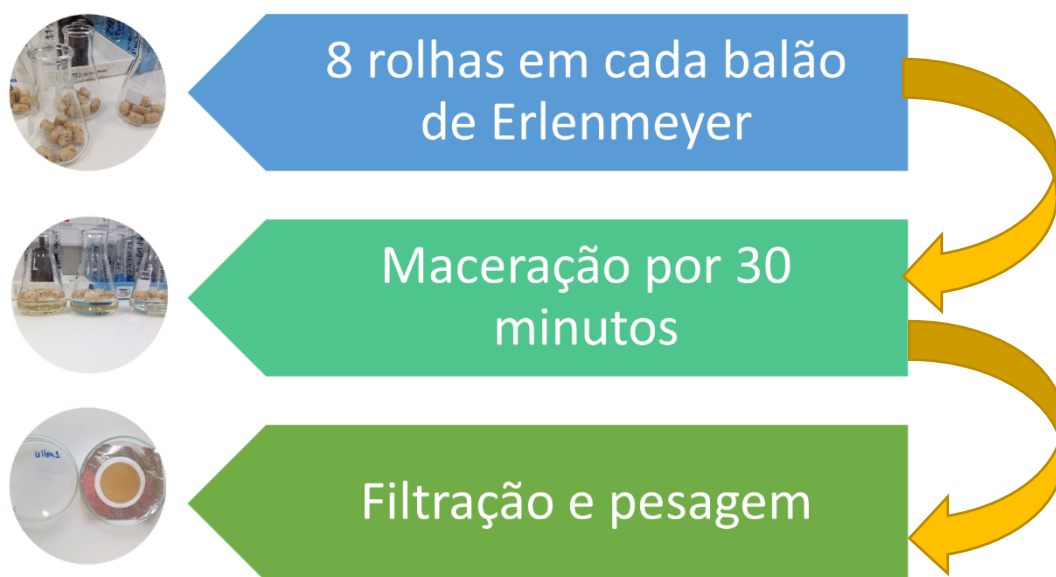 8 rolhas em cada balão
de Erlenmeyer
Maceração por 30
minutos
Filtração e pesagem